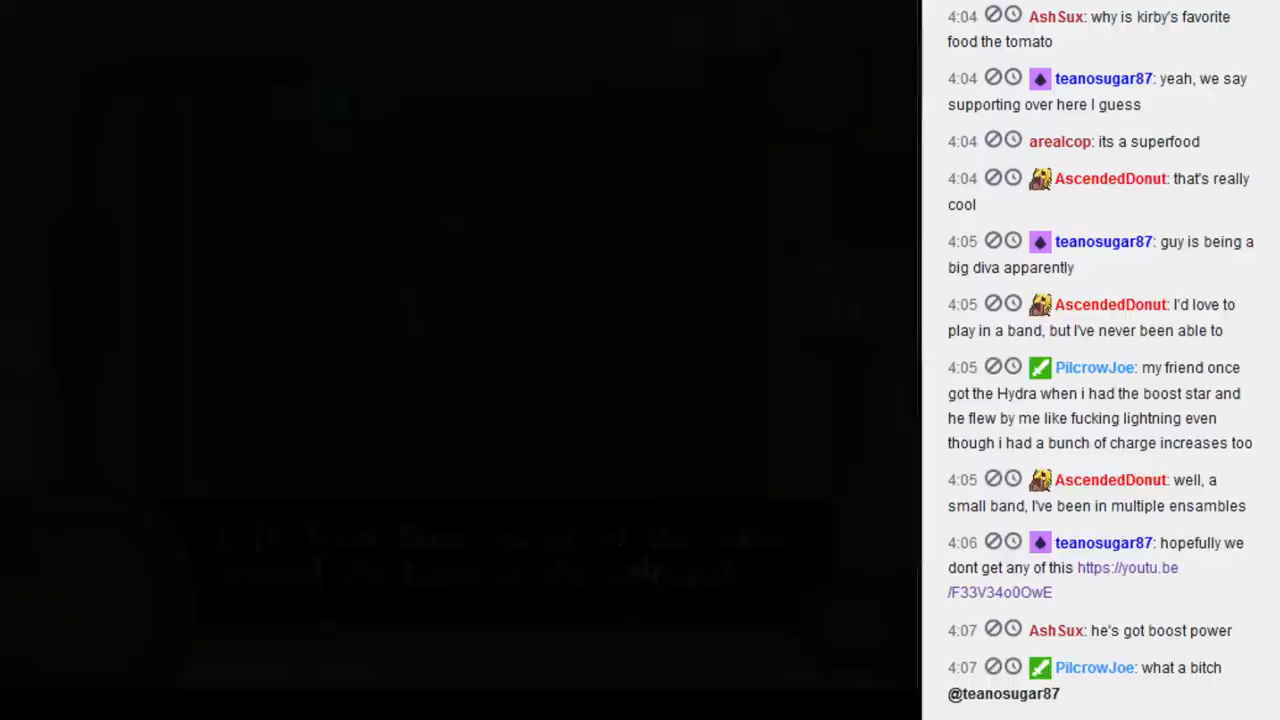 4:04 AshSux: why is kirby's favorite
food the tomato
4:04 teanosugar87: yeah, we say
supporting over here I guess
4:04 arealcop: its a superfood
4:04 AscendedDonut: that's really
cool
4:05 teanosugar87: guy is being a
big diva apparently
4:05 AscendedDonut: I'd love to
play in a band, but I've never been able to
4:05 PilcrowJoe: my friend once
got the Hydra when i had the boost star and
he flew by me like fucking lightning even
though i had a bunch of charge increases too
4:05 AscendedDonut: well, a
small band, I've been in multiple ensambles
4:06 teanosugar87: hopefully we
dont get any of this https://youtu.be
/F33V34o0OwE
4:07 AshSux: he's got boost power
4:07 PilcrowJoe: what a bitch
@teanosugar87